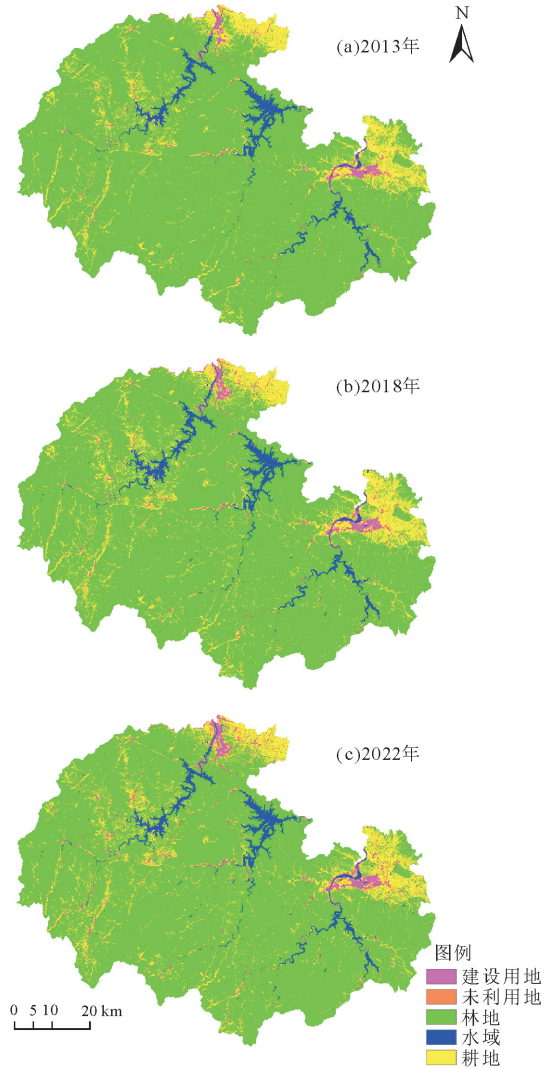 N
(a)2013年
(b)2018年
(c)2022年
图例
建设用地
未利用地
林地
水域
耕地
0 5 10 20 km